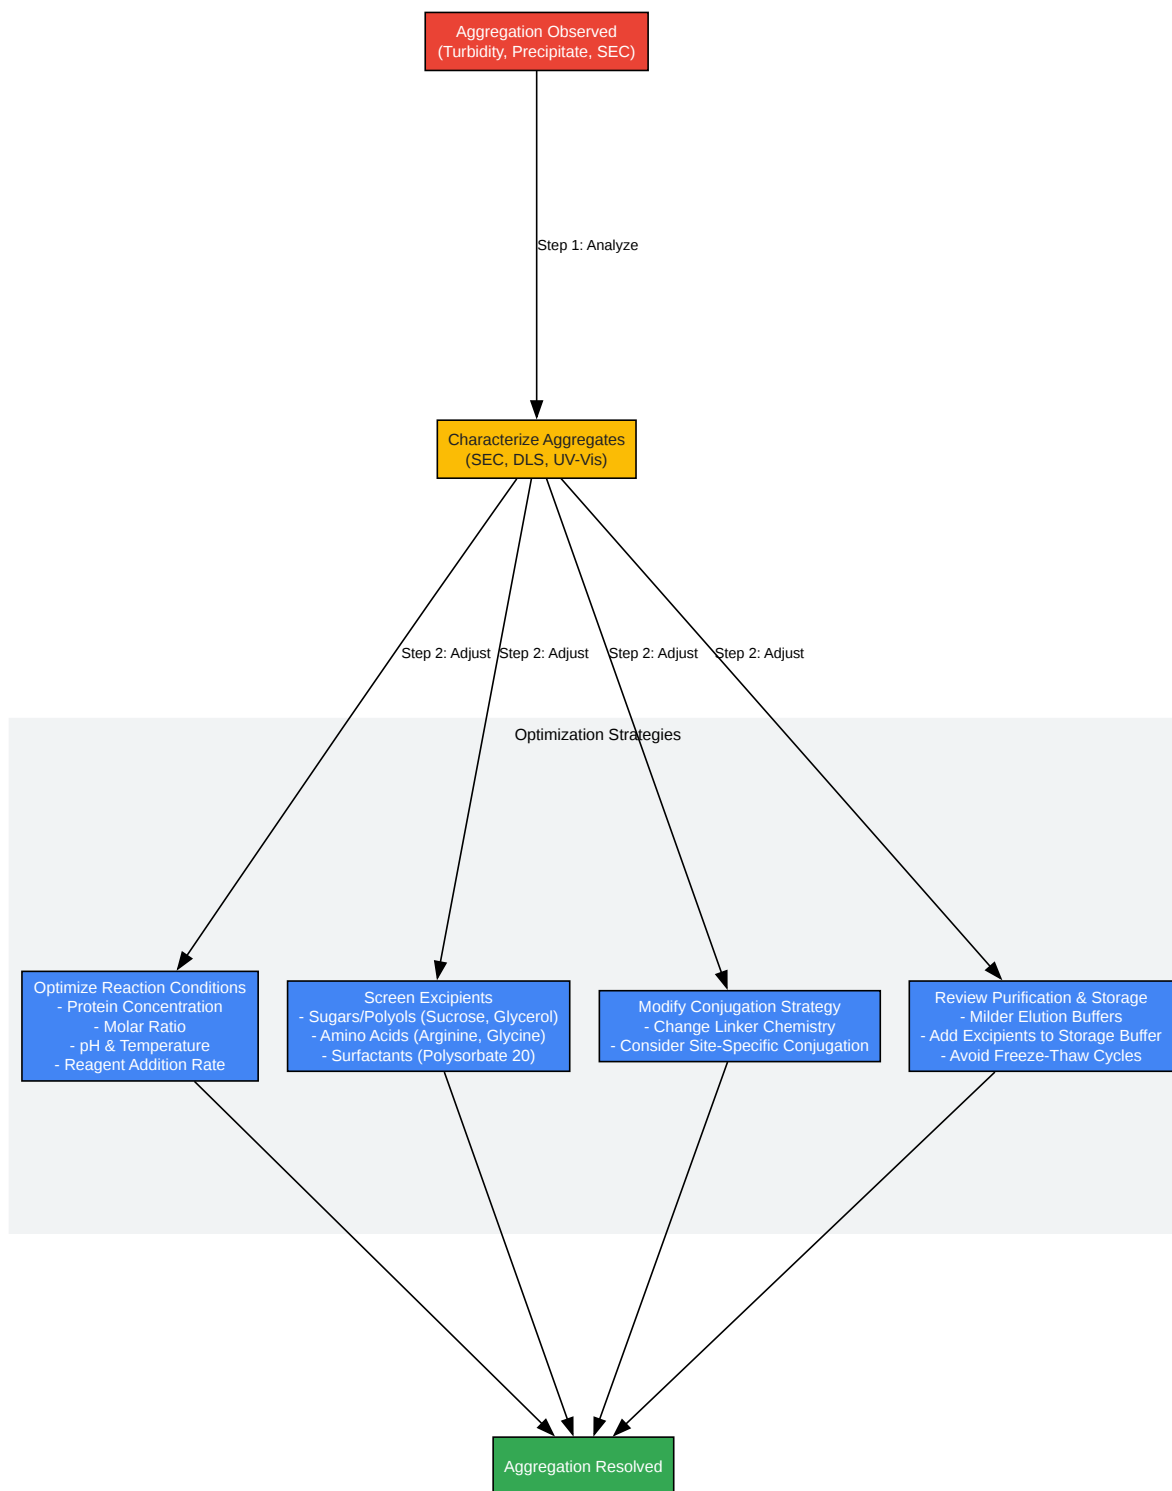 Aggregation Observed
(Turbidity, Precipitate, SEC)
Step 1: Analyze
Characterize Aggregates
(SEC, DLS, UV-Vis)
Step 2: Adjust
Step 2: Adjust
Step 2: Adjust
Step 2: Adjust
Optimization Strategies
Optimize Reaction Conditions
- Protein Concentration
- Molar Ratio
- pH & Temperature
- Reagent Addition Rate
Screen Excipients
- Sugars/Polyols (Sucrose, Glycerol)
- Amino Acids (Arginine, Glycine)
- Surfactants (Polysorbate 20)
Modify Conjugation Strategy
- Change Linker Chemistry
- Consider Site-Specific Conjugation
Review Purification & Storage
- Milder Elution Buffers
- Add Excipients to Storage Buffer
- Avoid Freeze-Thaw Cycles
Aggregation Resolved